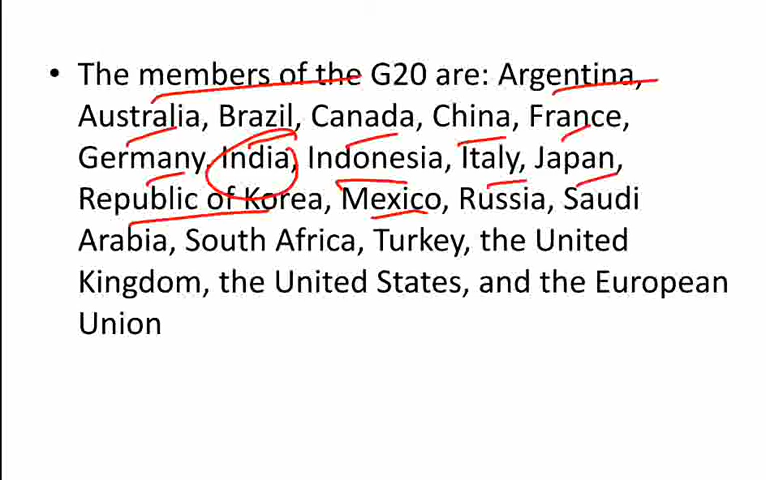 • The members of the G20 are: Argentina,
Australia, Brazil, Canada, China, France,
Germany, India, Indonesia, Italy, Japan,
Republic of Korea, Mexico, Russia, Saudi
Arabia, South Africa, Turkey, the United
Kingdom, the United States, and the European
Union